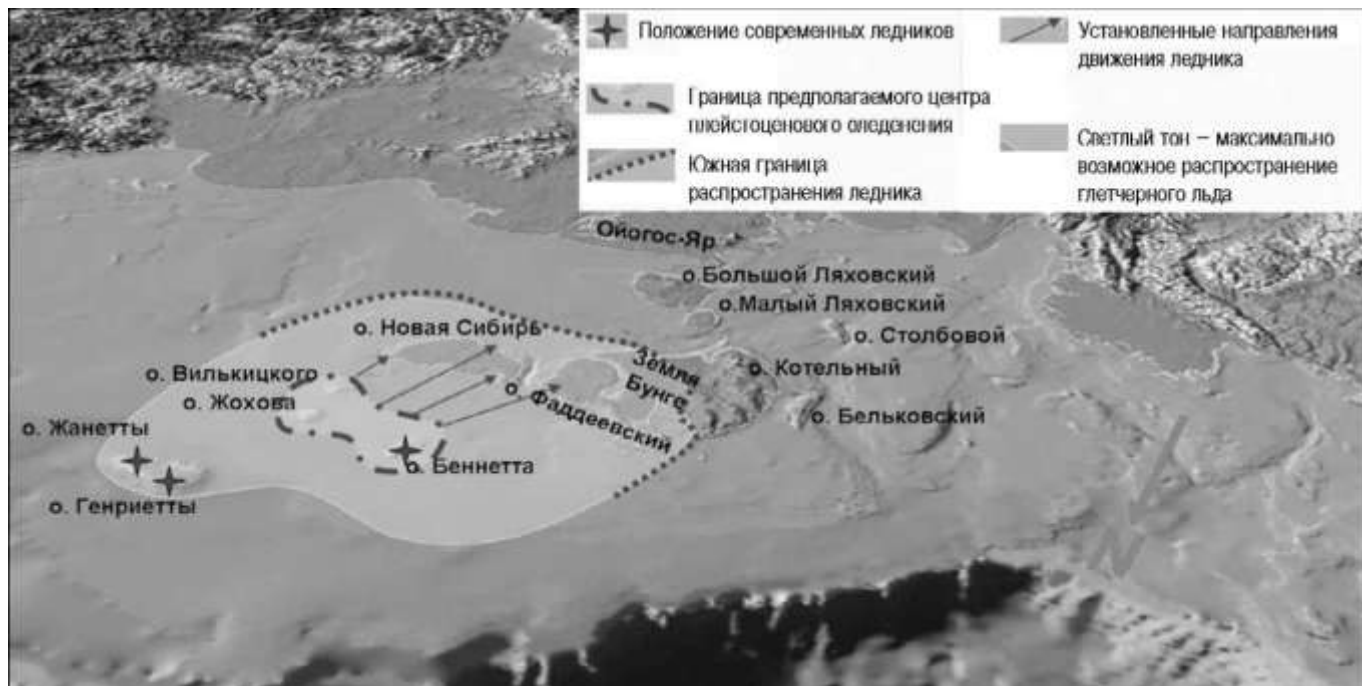 Положение современных ледников
Граница предполагаемого центра
плейстоценового оледенения
Южная граница
распространения ледника
Установленные направления
движения ледника
Светлый тон – максимально
возможное распространение
глетчерного льда
Ойогос-Яр
о. Большой Ляховский
о. Малый Ляховский
о. Столбовой
о. Новая Сибирь
Земля
Бунге
о. Котельный
о. Вилькицкого
о. Жохова
о. Фаддеевский
о. Бельковский
о. Жанетты
о. Беннетта
о. Генриетты
N